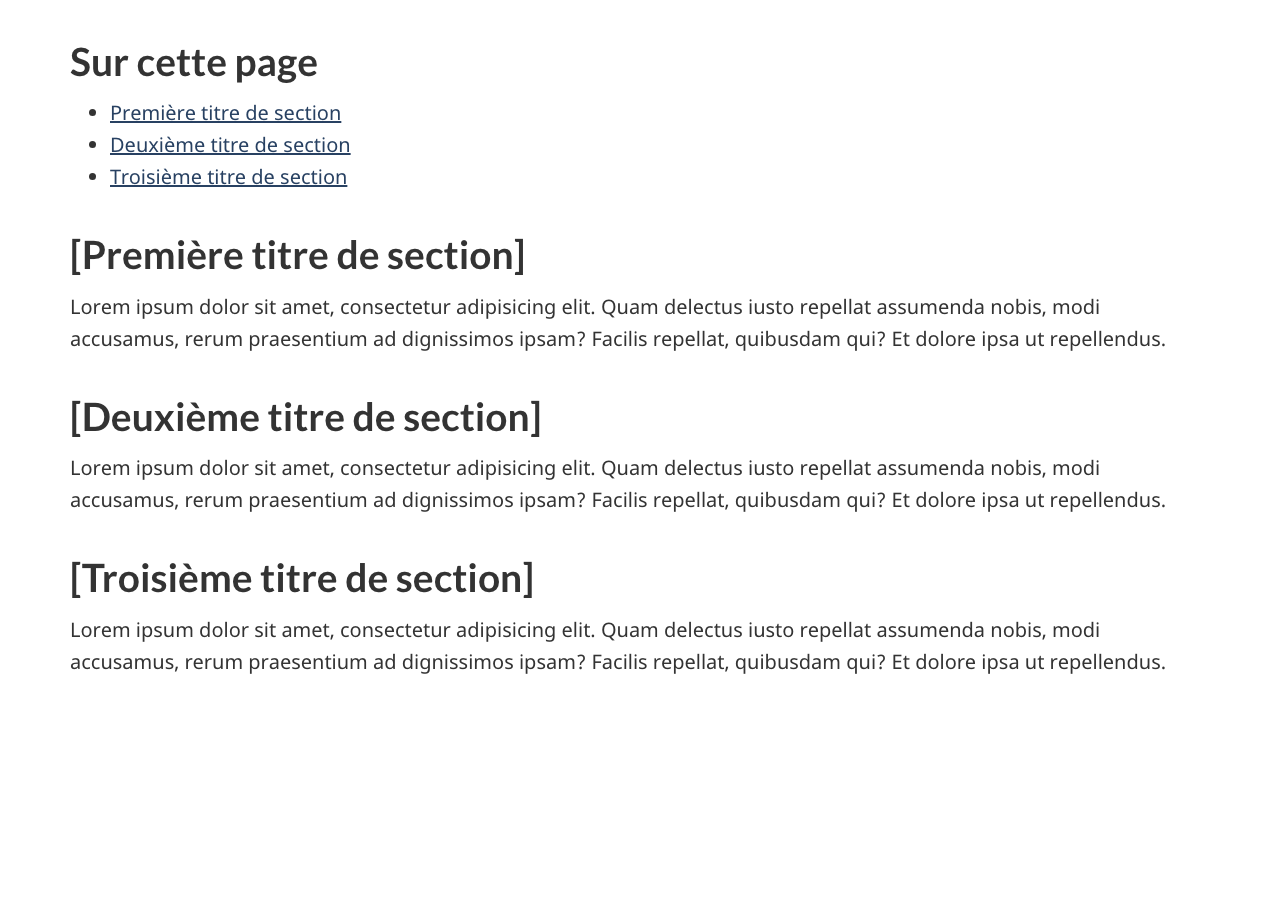 Sur cette page
Première titre de section
Deuxième titre de section
Troisième titre de section
[Première titre de section]
Lorem ipsum dolor sit amet, consectetur adipisicing elit. Quam delectus iusto repellat assumenda nobis, modi
accusamus, rerum praesentium ad dignissimos ipsam? Facilis repellat, quibusdam qui? Et dolore ipsa ut repellendus.
[Deuxième titre de section]
Lorem ipsum dolor sit amet, consectetur adipisicing elit. Quam delectus iusto repellat assumenda nobis, modi
accusamus, rerum praesentium ad dignissimos ipsam? Facilis repellat, quibusdam qui? Et dolore ipsa ut repellendus.
[Troisième titre de section]
Lorem ipsum dolor sit amet, consectetur adipisicing elit. Quam delectus iusto repellat assumenda nobis, modi
accusamus, rerum praesentium ad dignissimos ipsam? Facilis repellat, quibusdam qui? Et dolore ipsa ut repellendus.